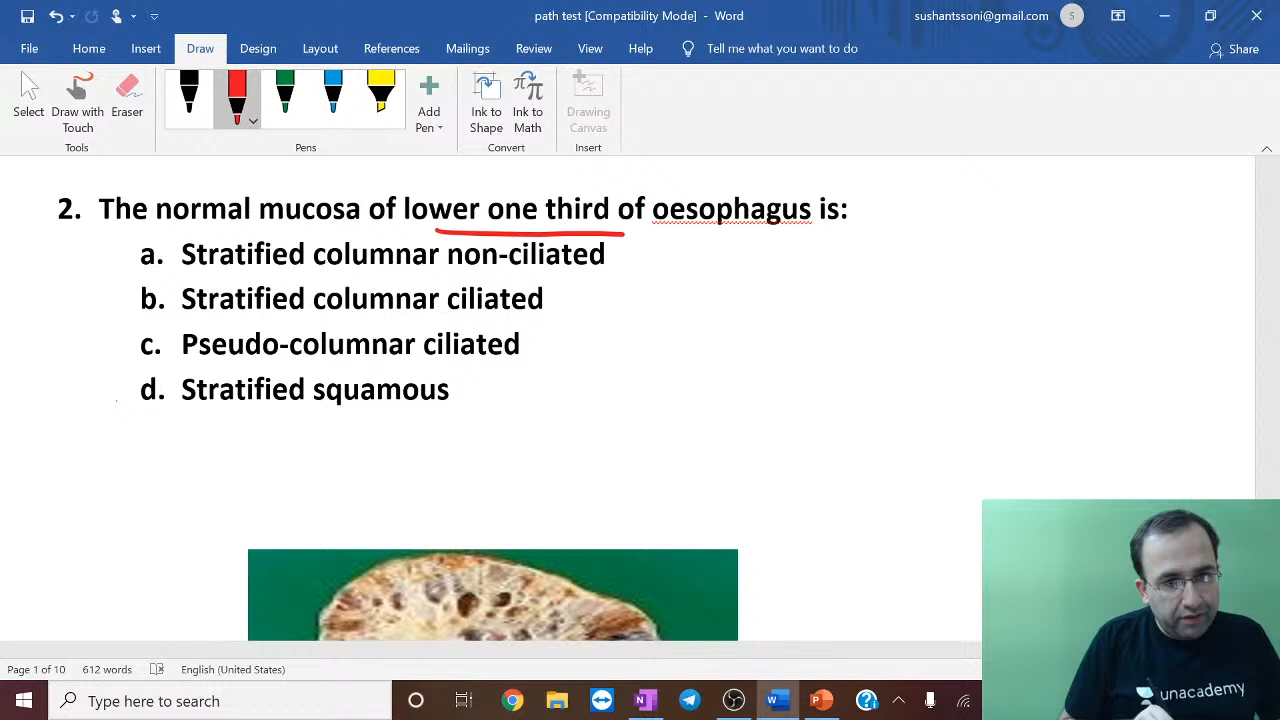 path test [Compatibility Mode] - Word
sushantssoni@gmail.com
S
File Home Insert Draw Design Layout References Mailings Review View Help Tell me what you want to do
Share
Select
Draw with Touch
Eraser
Add Pen
Ink to Shape
Ink to Math
Drawing Canvas
Tools
Pens
Convert
Insert
2. The normal mucosa of lower one third of oesophagus is:
a. Stratified columnar non-ciliated
b. Stratified columnar ciliated
c. Pseudo-columnar ciliated
d. Stratified squamous
unacademy
Page 1 of 10 612 words English (United States)
Type here to search